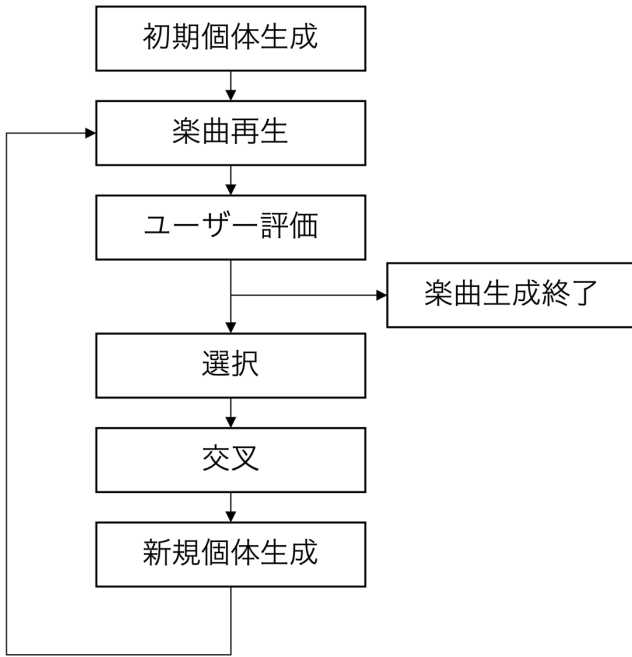 初期個体生成
楽曲再生
ユーザー評価
楽曲生成終了
選択
交叉
新規個体生成